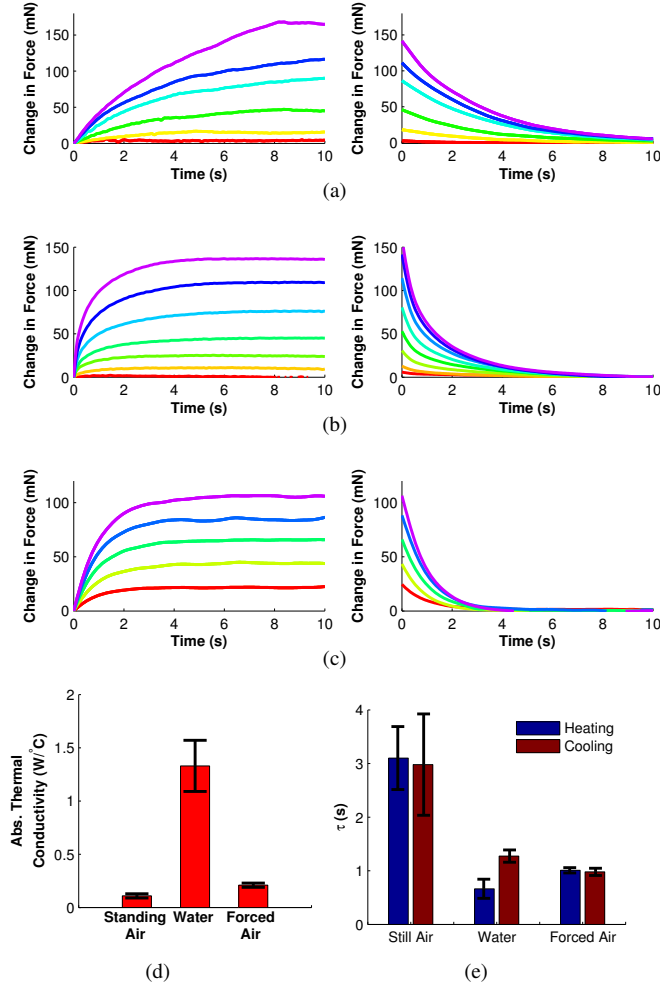 Change in Force (mN)
150
100
50
0
0 2 4 6 8 10
Time (s)
Change in Force (mN)
150
100
50
0
0 2 4 6 8 10
Time (s)
(a)
Change in Force (mN)
150
100
50
0
0 2 4 6 8 10
Time (s)
Change in Force (mN)
150
100
50
0
0 2 4 6 8 10
Time (s)
(b)
Change in Force (mN)
100
50
0
0 2 4 6 8 10
Time (s)
Change in Force (mN)
100
50
0
0 2 4 6 8 10
Time (s)
(c)
Abs. Thermal
Conductivity (W/°C)
2
1.5
1
0.5
0
Standing
Air
Water
Forced
Air
(d)
τ (s)
4
3
2
1
0
Heating
Cooling
Still Air
Water
Forced Air
(e)